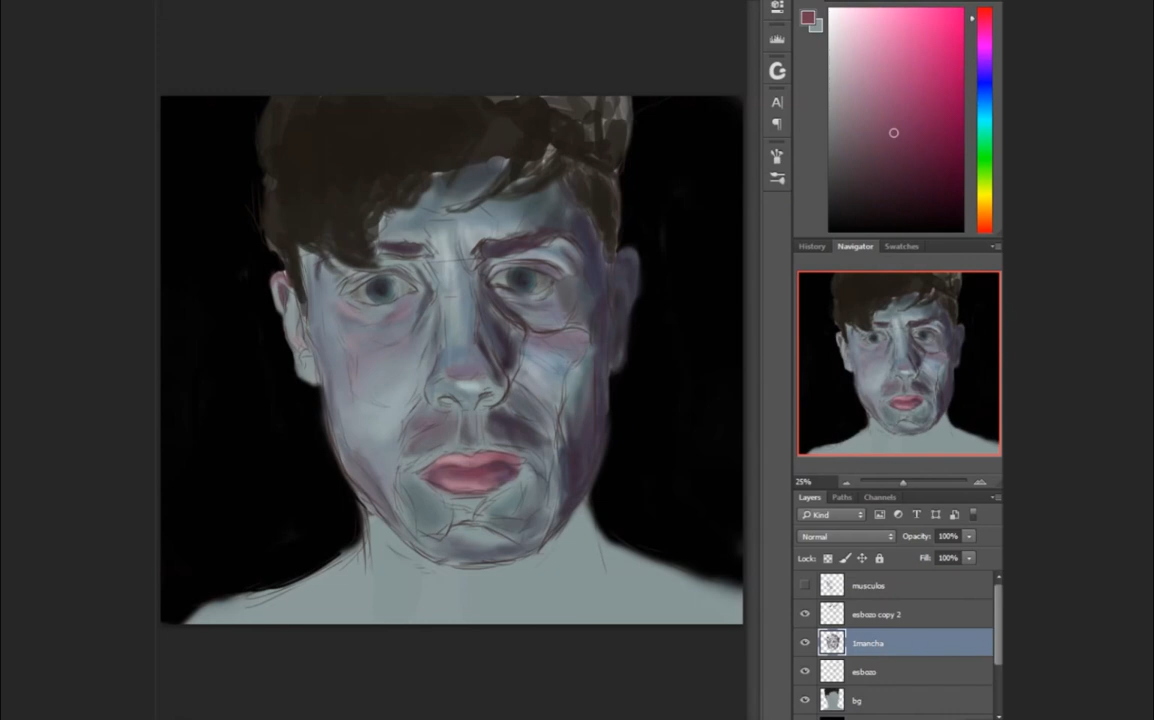 A|
¶
History Navigator Swatches
25%
Layers Paths Channels
Kind T
Normal Opacity: 100%
Lock: Fill: 100%
musculos
esbozo copy 2
1mancha
esbozo
bg